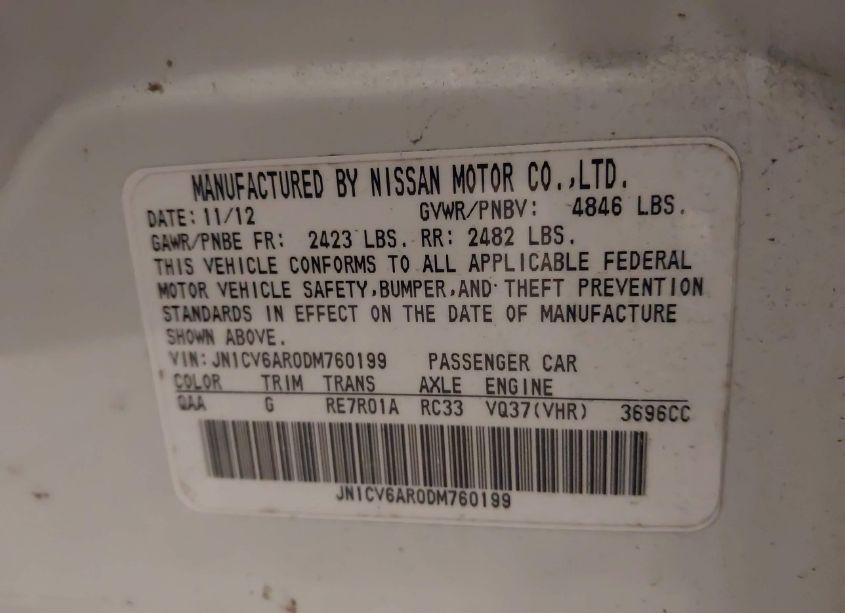 MANUFACTURED BY NISSAN MOTOR CO.,LTD.
DATE: 11/12 GVWR/PNBV: 4846 LBS.
GAWR/PNBE FR: 2423 LBS. RR: 2482 LBS.
THIS VEHICLE CONFORMS TO ALL APPLICABLE FEDERAL
MOTOR VEHICLE SAFETY,BUMPER,AND THEFT PREVENTION
STANDARDS IN EFFECT ON THE DATE OF MANUFACTURE
SHOWN ABOVE.
VIN: JN1CV6AR0DM760199 PASSENGER CAR
COLOR TRIM TRANS AXLE ENGINE
QAA G RE7R01A RC33 VQ37(VHR) 3696CC
JN1CV6AR0DM760199